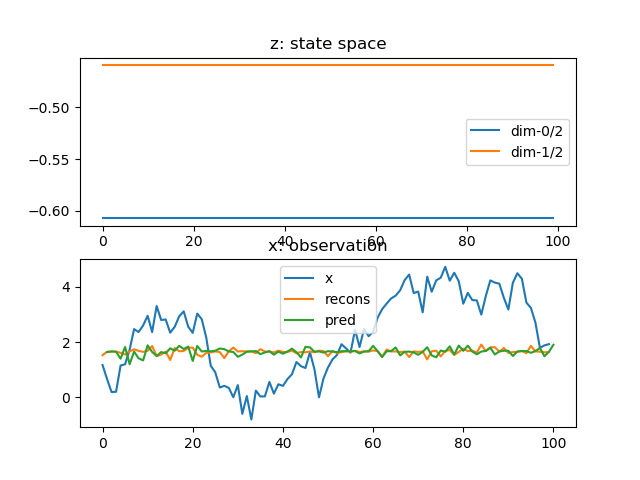 z: state space
−0.50
−0.55
−0.60
dim-0/2
dim-1/2
0 20 40 60 80 100
x: observation
4
2
0
x
recons
pred
0 20 40 60 80 100